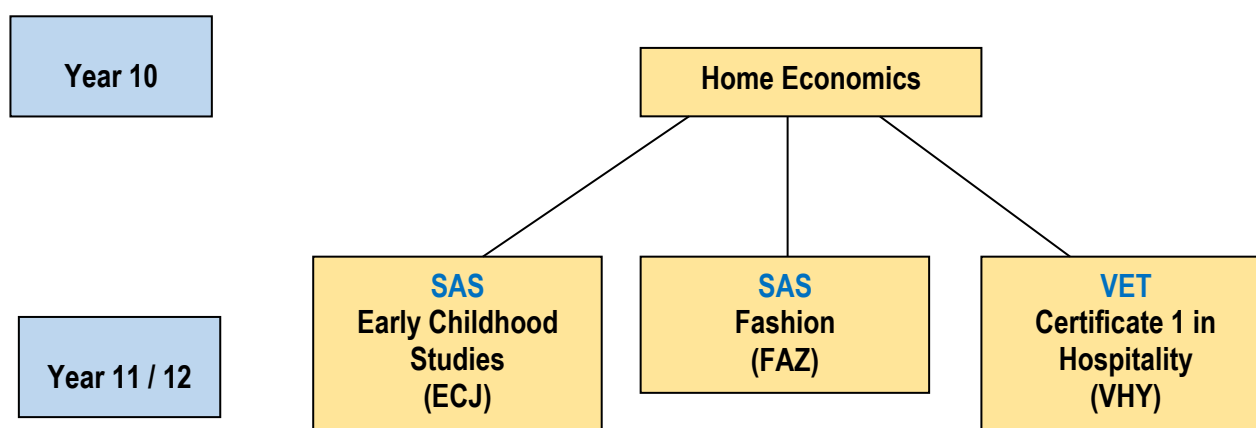 Year 10
Home Economics
SAS
Early Childhood
Studies
(ECJ)
SAS
Fashion
(FAZ)
VET
Certificate 1 in
Hospitality
(VHY)
Year 11 / 12